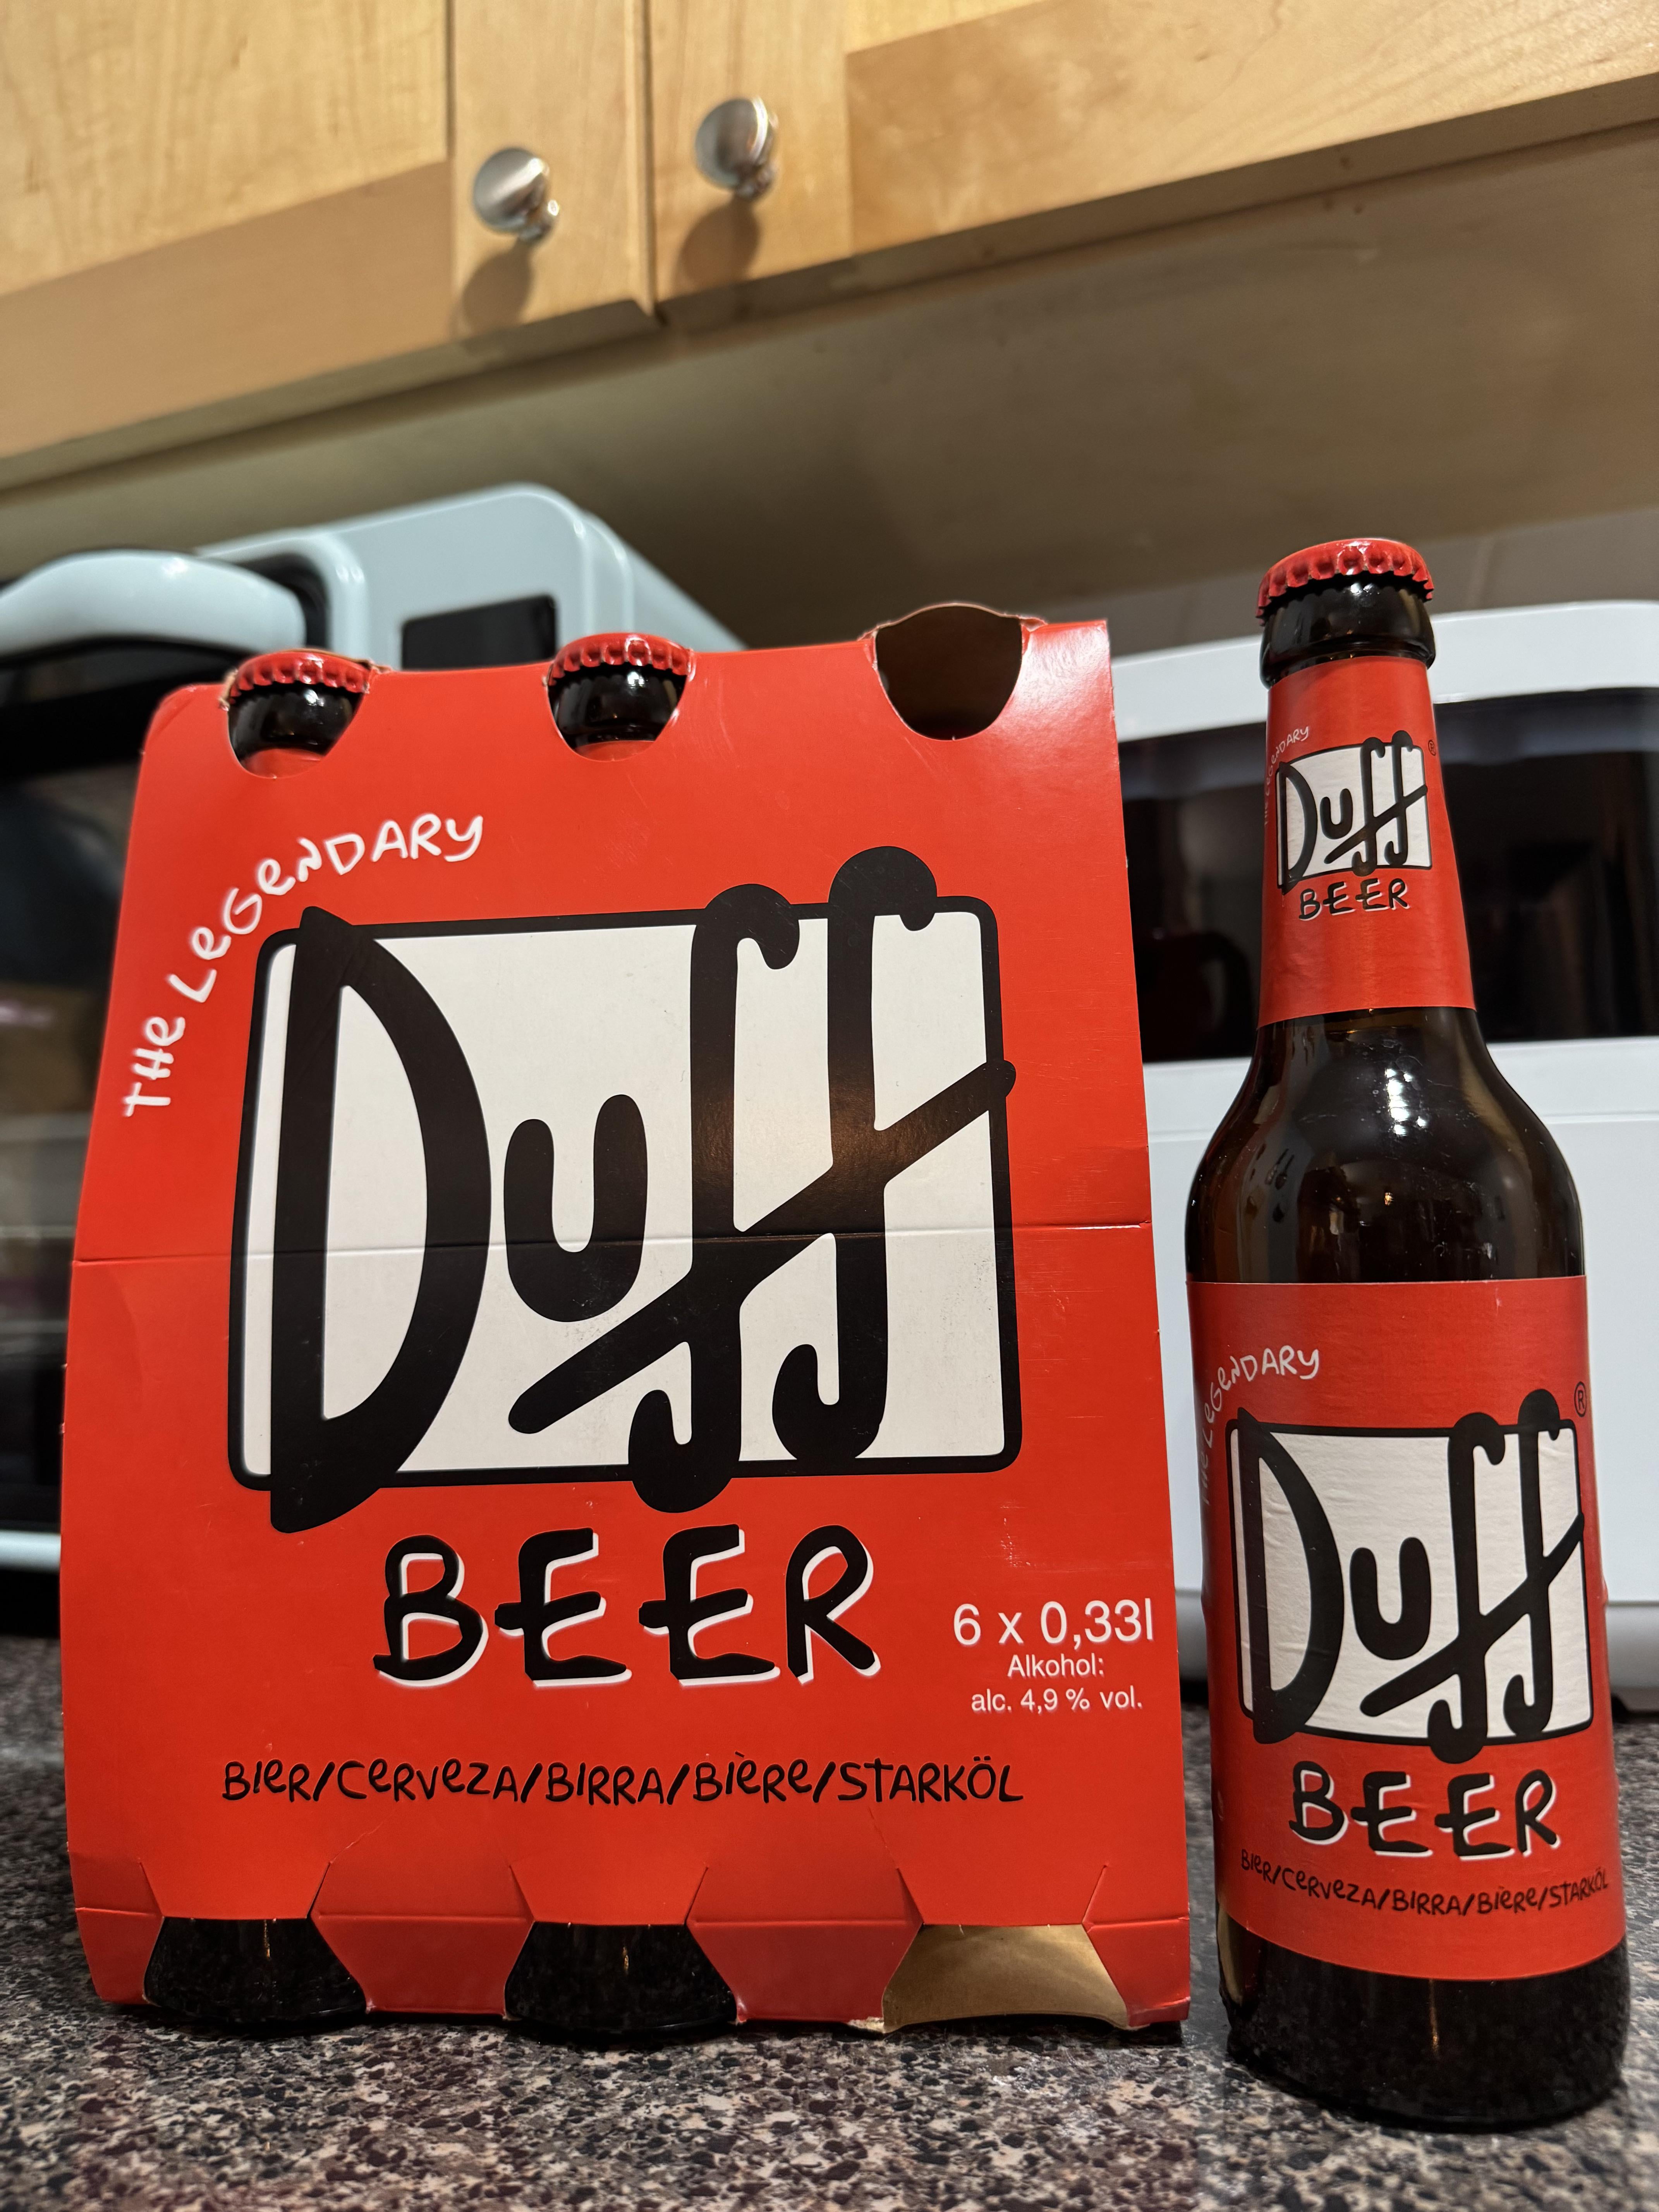 THE LEGENDARY
Duff
BEER
6 x 0,33l
Alkohol:
alc. 4,9 % vol.
BIER/CERVEZA/BIRRA/BIÈRE/STARKÖL
THE LEGENDARY
Duff ®
BEER
THE LEGENDARY
Duff ®
BEER
BIER/CERVEZA/BIRRA/BIÈRE/STARKÖL